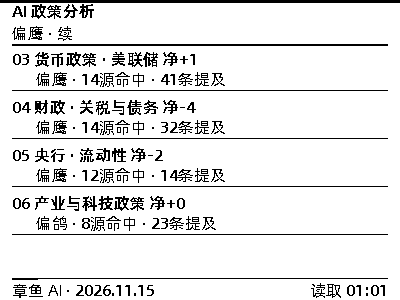 AI 政策分析
偏鹰 · 续
03 货币政策 · 美联储 净+1
偏鹰 · 14源命中 · 41条提及
04 财政 · 关税与债务 净-4
偏鹰 · 14源命中 · 32条提及
05 央行 · 流动性 净-2
偏鹰 · 12源命中 · 14条提及
06 产业与科技政策 净+0
偏鸽 · 8源命中 · 23条提及
章鱼 AI · 2026.11.15
读取 01:01